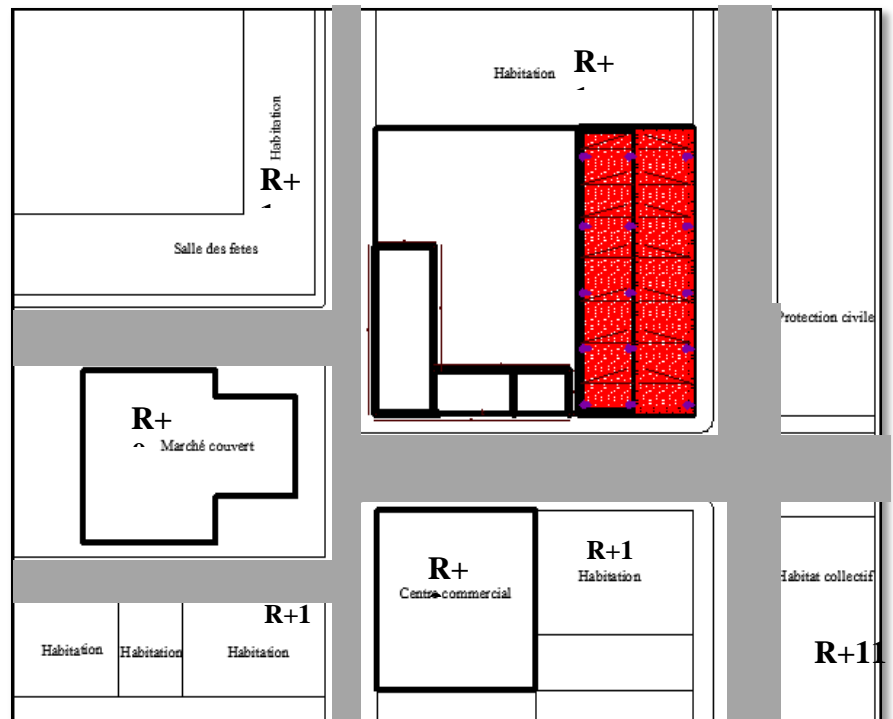 Habitation R+
Habitation
R+
Salle des fetes
Protection civile
R+
Marché couvert
R+
Centre commercial
R+1
Habitation
Habitat collectif
R+1
Habitation Habitation Habitation
R+11